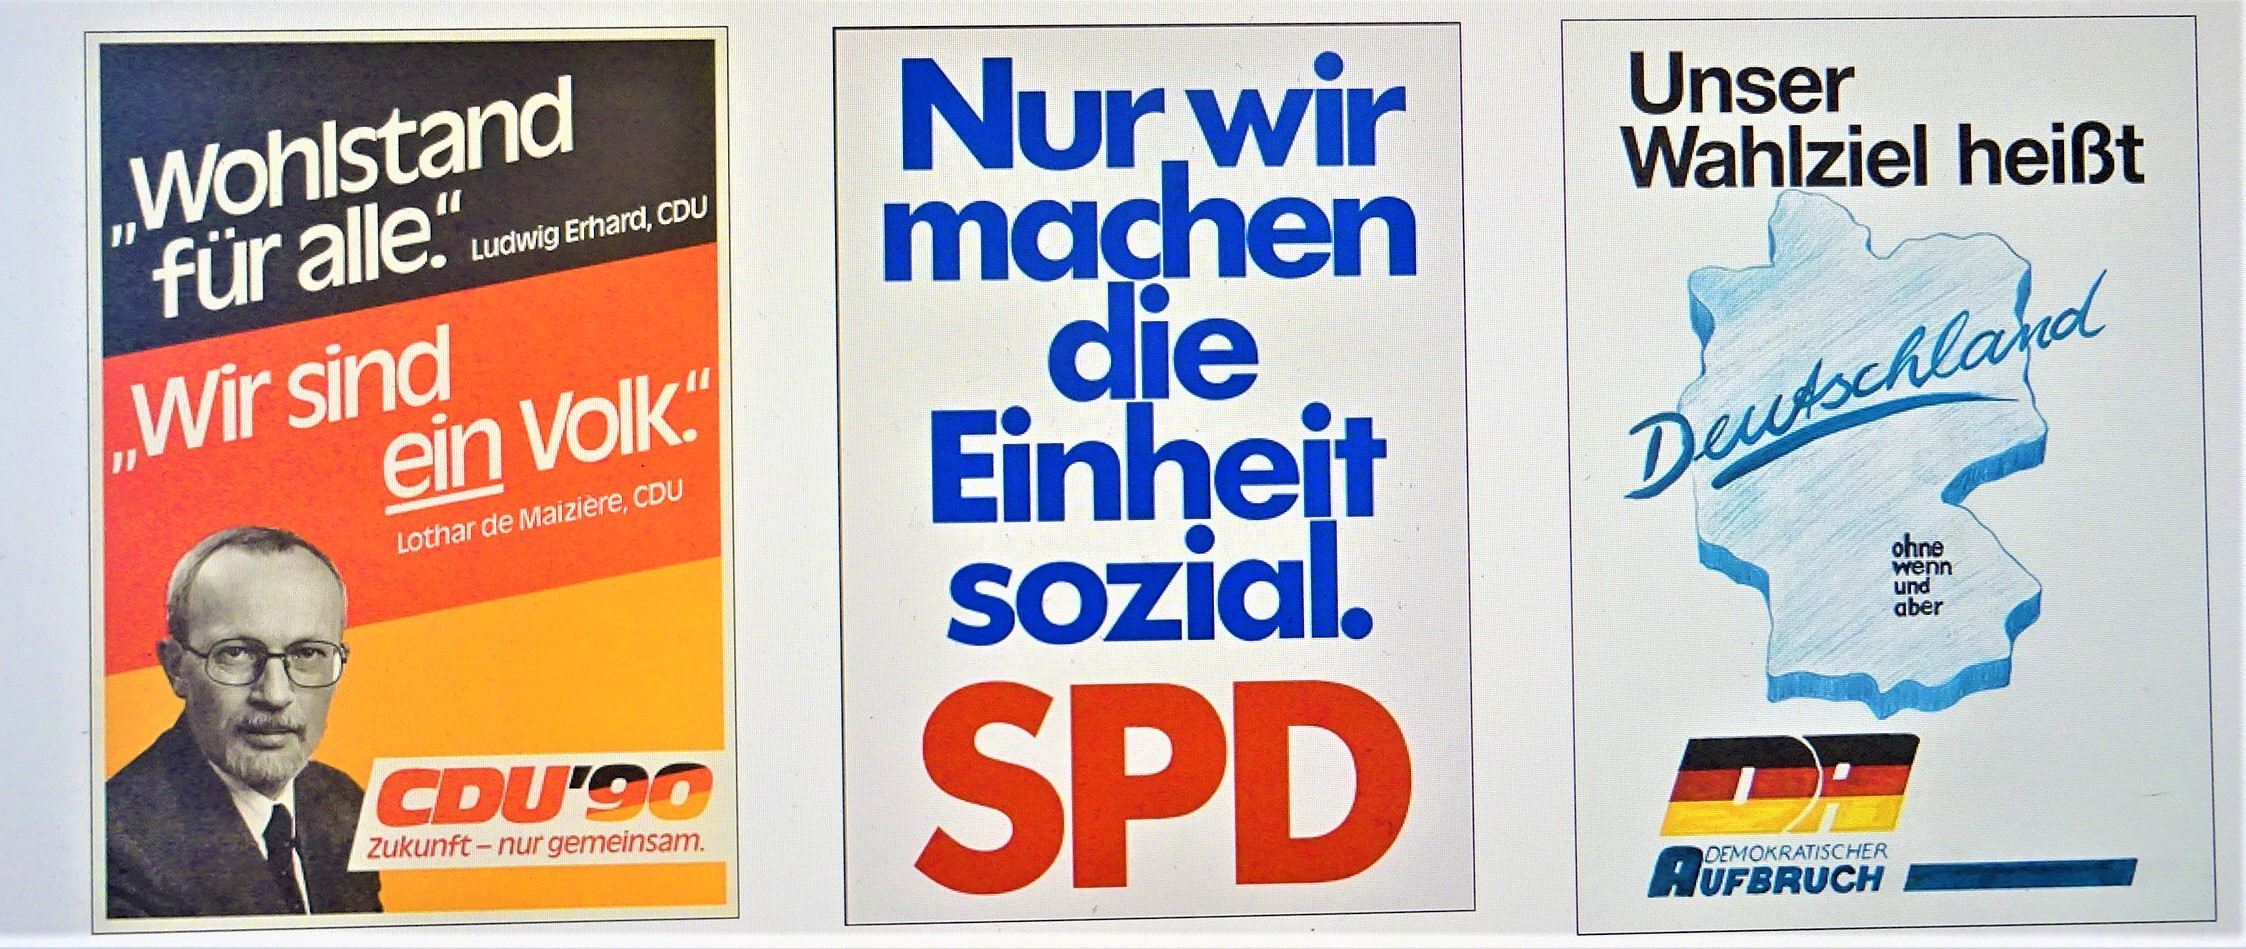 „Wohlstand
für alle.“ Ludwig Erhard, CDU
„Wir sind
ein Volk.“
Lothar de Maizière, CDU
CDU'90
Zukunft – nur gemeinsam.
Nur wir
machen
die
Einheit
sozial.
SPD
Unser
Wahlziel heißt
Deutschland
ohne
wenn
und
aber
DA
DEMOKRATISCHER
AUFBRUCH